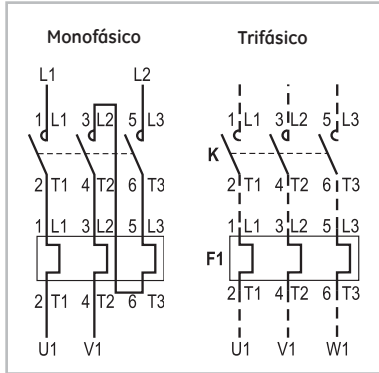 Monofásico Trifásico
L1 L2
1 L1 3 L2 5 L3 1 L1 3 L2 5 L3
K
2 T1 4 T2 6 T3 2 T1 4 T2 6 T3
1 L1 3 L2 5 L3 1 L1 3 L2 5 L3
F1
2 T1 4 T2 6 T3 2 T1 4 T2 6 T3
U1 V1 U1 V1 W1